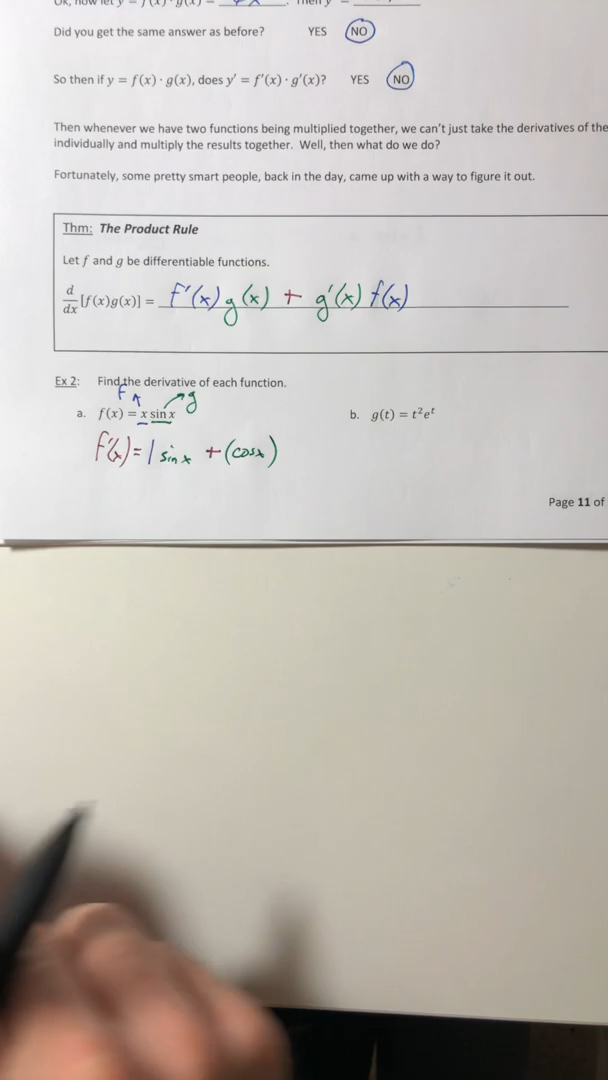 Ok, now let y = f(x) · g(x) = . Then y =
Did you get the same answer as before? YES NO
So then if y = f(x) · g(x), does y′ = f′(x) · g′(x)? YES NO
Then whenever we have two functions being multiplied together, we can't just take the derivatives of the
individually and multiply the results together. Well, then what do we do?
Fortunately, some pretty smart people, back in the day, came up with a way to figure it out.
Thm: The Product Rule
Let f and g be differentiable functions.
d/dx [f(x)g(x)] = f′(x) g(x) + g′(x) f(x)
Ex 2: Find the derivative of each function.
f g
a. f(x) = x sin x b. g(t) = t²eᵗ
f′(x) = 1 sin x + (cos x)
Page 11 of